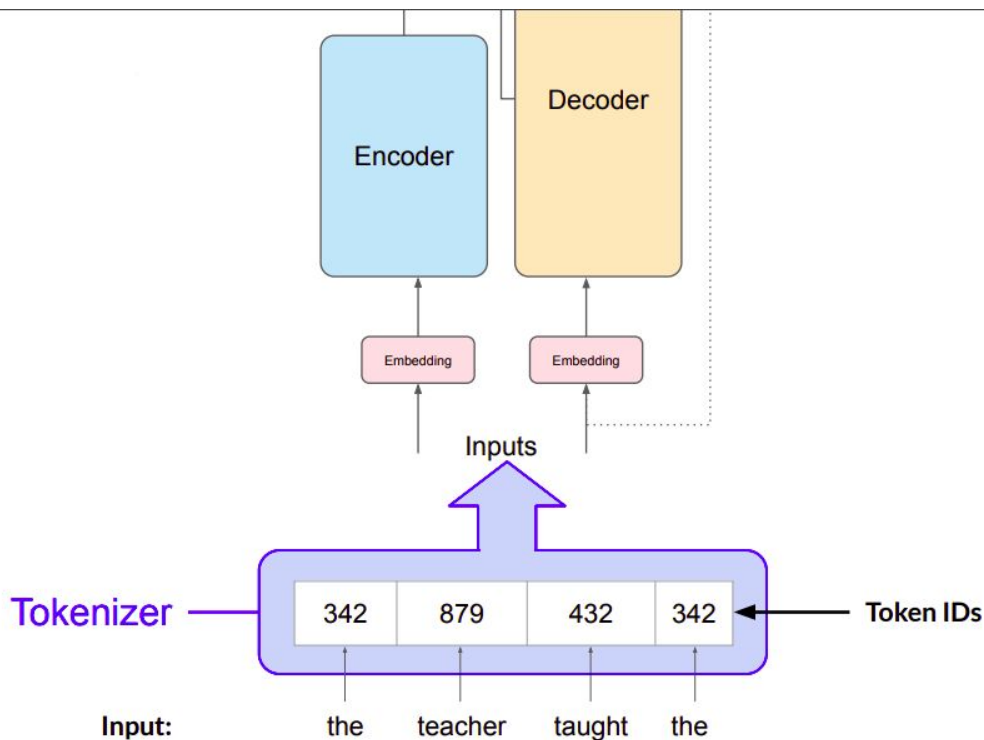 Encoder
Decoder
Embedding
Embedding
Inputs
Tokenizer
342 879 432 342
Token IDs
Input: the teacher taught the